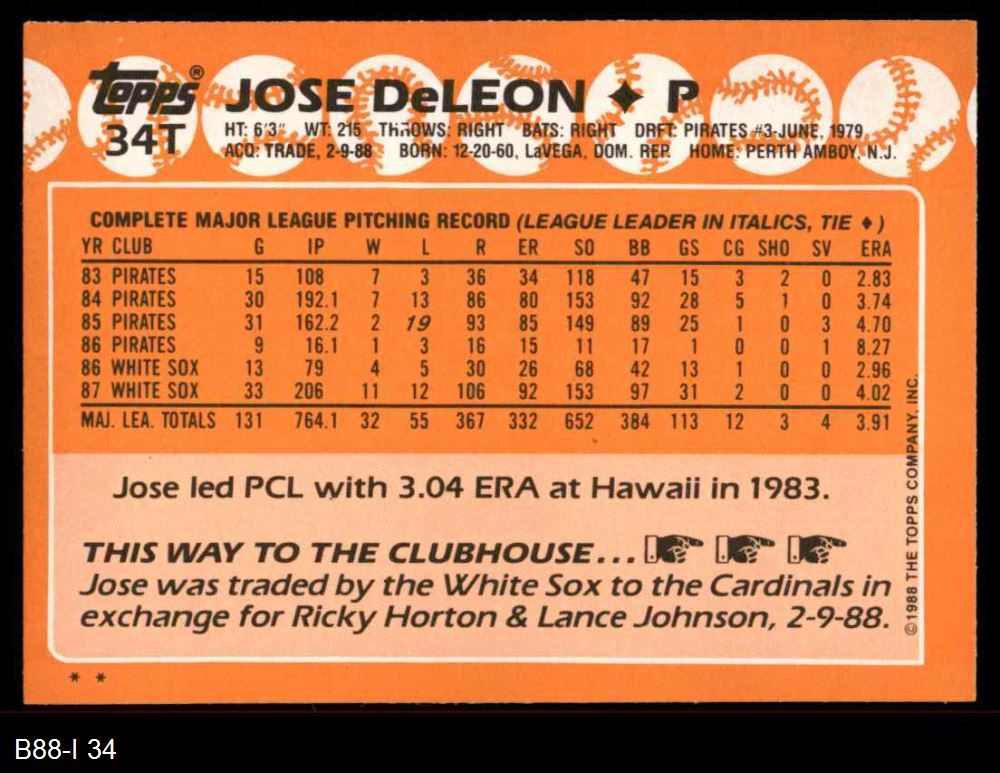 topps® JOSE DeLEON ♦ P
34T HT: 6'3" WT: 215 THROWS: RIGHT BATS: RIGHT DRFT: PIRATES #3-JUNE, 1979
ACQ: TRADE, 2-9-88 BORN: 12-20-60, LaVEGA, DOM. REP. HOME: PERTH AMBOY, N.J.
COMPLETE MAJOR LEAGUE PITCHING RECORD (LEAGUE LEADER IN ITALICS, TIE ♦)
YR CLUB G IP W L R ER SO BB GS CG SHO SV ERA
83 PIRATES 15 108 7 3 36 34 118 47 15 3 2 0 2.83
84 PIRATES 30 192.1 7 13 86 80 153 92 28 5 1 0 3.74
85 PIRATES 31 162.2 2 19 93 85 149 89 25 1 0 3 4.70
86 PIRATES 9 16.1 1 3 16 15 11 17 1 0 0 1 8.27
86 WHITE SOX 13 79 4 5 30 26 68 42 13 1 0 0 2.96
87 WHITE SOX 33 206 11 12 106 92 153 97 31 2 0 0 4.02
MAJ. LEA. TOTALS 131 764.1 32 55 367 332 652 384 113 12 3 4 3.91
Jose led PCL with 3.04 ERA at Hawaii in 1983.
THIS WAY TO THE CLUBHOUSE...
Jose was traded by the White Sox to the Cardinals in
exchange for Ricky Horton & Lance Johnson, 2-9-88.
©1988 THE TOPPS COMPANY, INC.
* *
B88-I 34